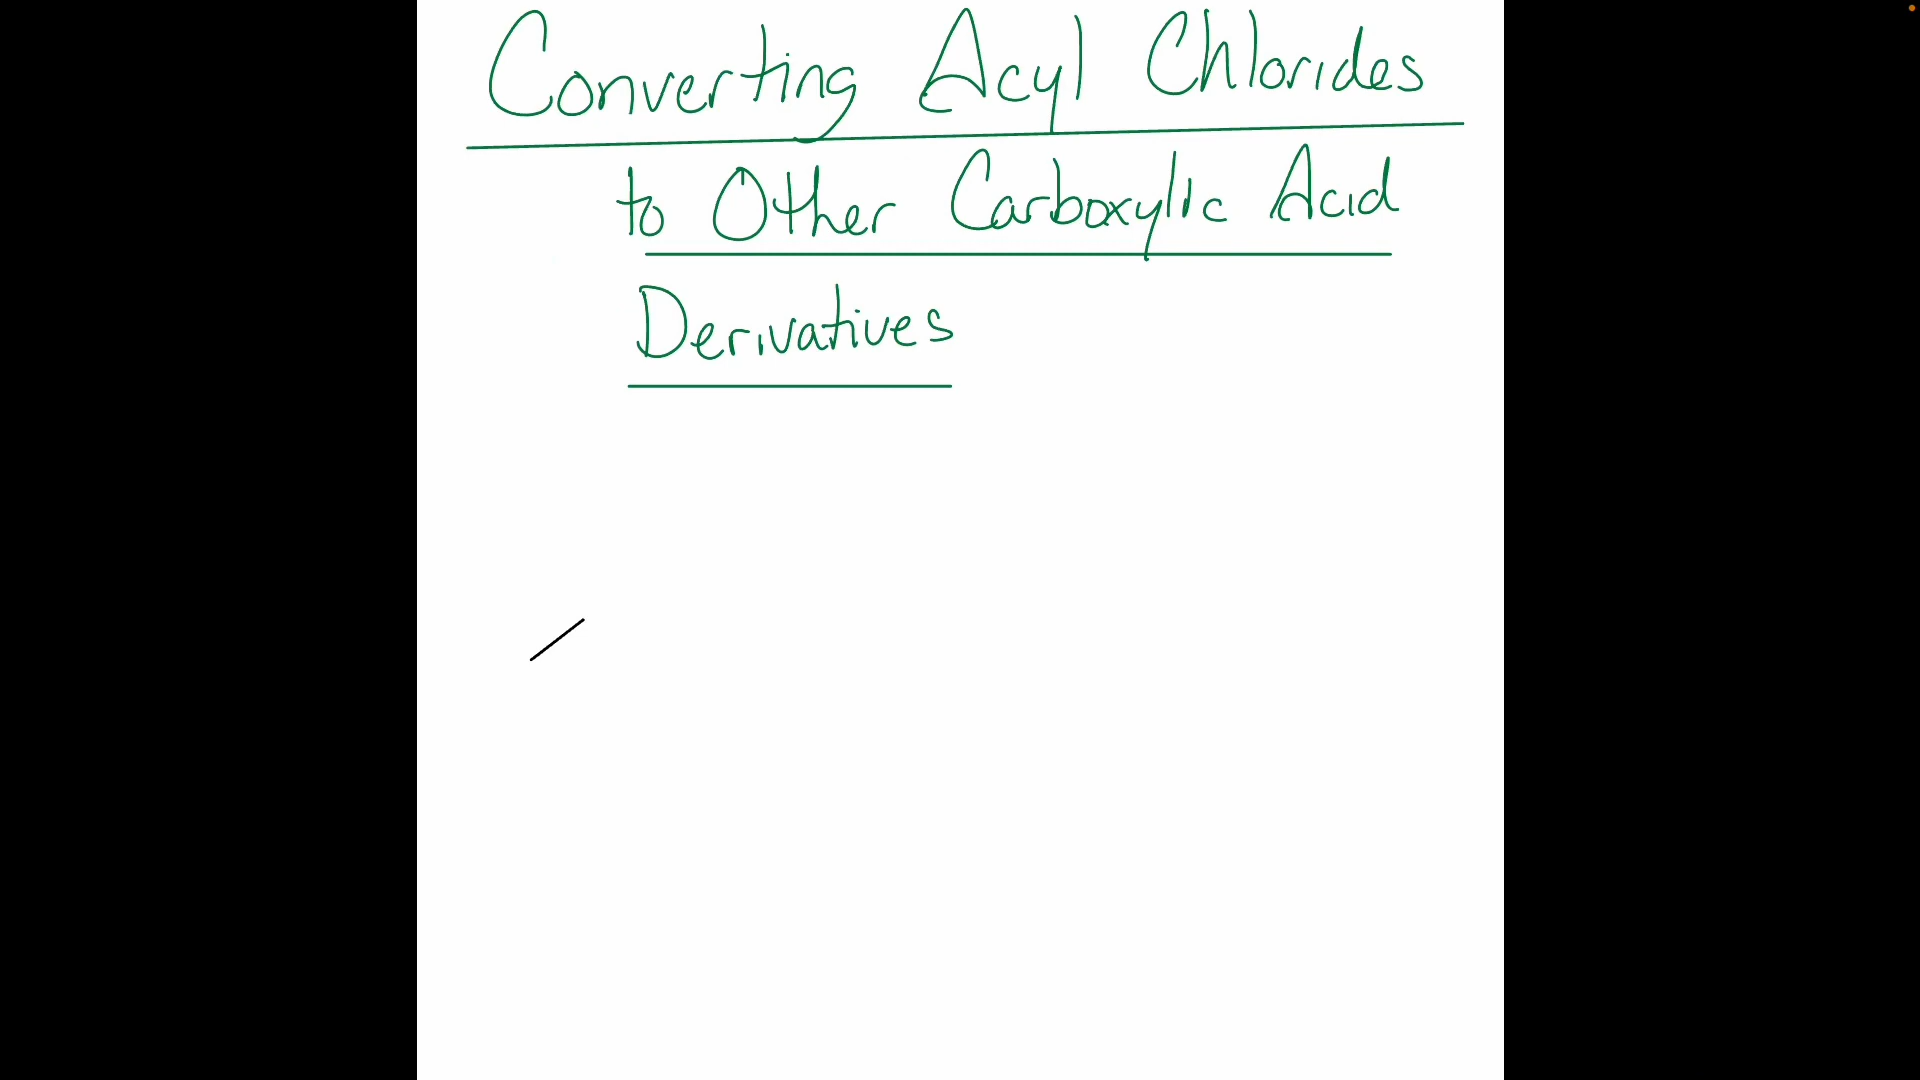 Converting Acyl Chlorides
to Other Carboxylic Acid
Derivatives